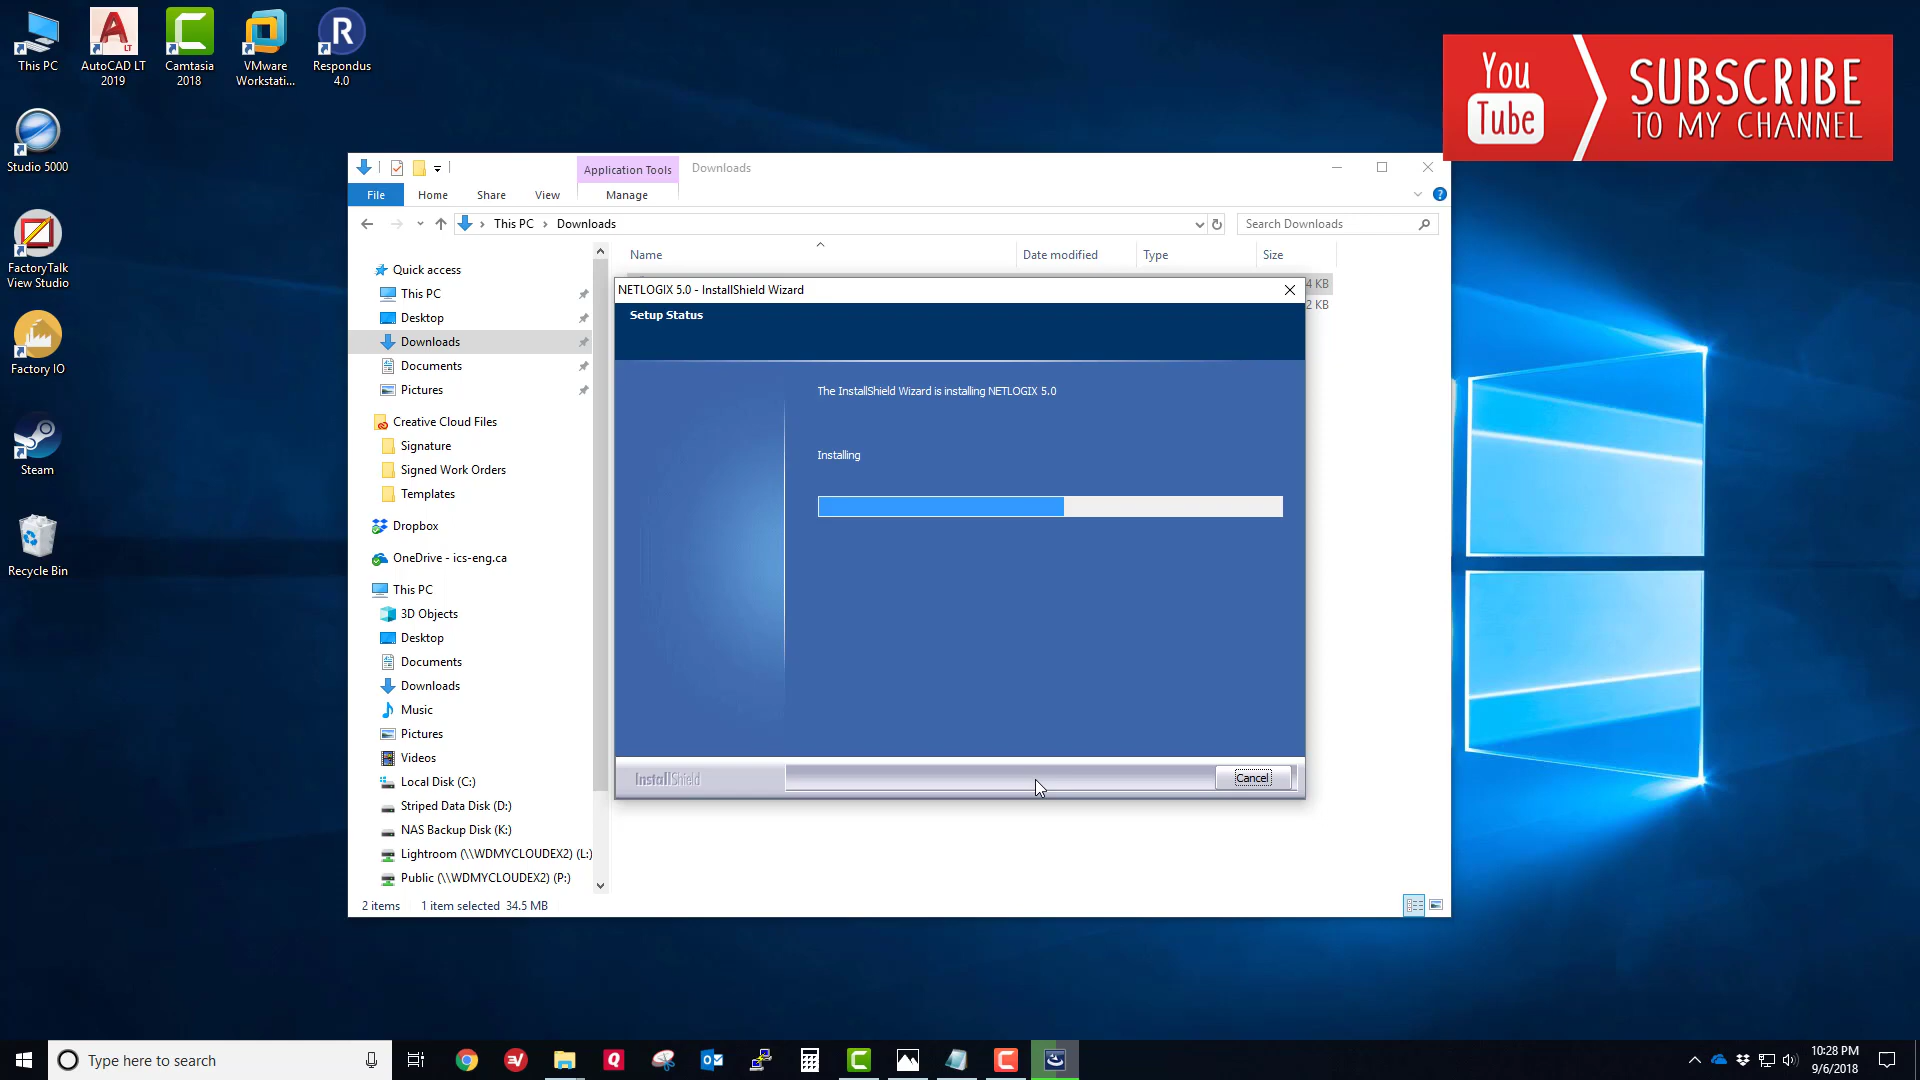 This PC
AutoCAD LT
2019
Camtasia
2018
VMware
Workstati...
R
Respondus
4.0
Studio 5000
FactoryTalk
View Studio
Factory IO
Steam
Recycle Bin
You
Tube
SUBSCRIBE
TO MY CHANNEL
Application Tools
Downloads
File
Home
Share
View
Manage
This PC
Downloads
Search Downloads
Name
Date modified
Type
Size
4 KB
2 KB
Quick access
This PC
Desktop
Downloads
Documents
Pictures
Creative Cloud Files
Signature
Signed Work Orders
Templates
Dropbox
OneDrive - ics-eng.ca
This PC
3D Objects
Desktop
Documents
Downloads
Music
Pictures
Videos
Local Disk (C:)
Striped Data Disk (D:)
NAS Backup Disk (K:)
Lightroom (\\WDMYCLOUDEX2) (L:)
Public (\\WDMYCLOUDEX2) (P:)
2 items
1 item selected 34.5 MB
NETLOGIX 5.0 - InstallShield Wizard
Setup Status
The InstallShield Wizard is installing NETLOGIX 5.0
Installing
InstallShield
Cancel
Type here to search
10:28 PM
9/6/2018